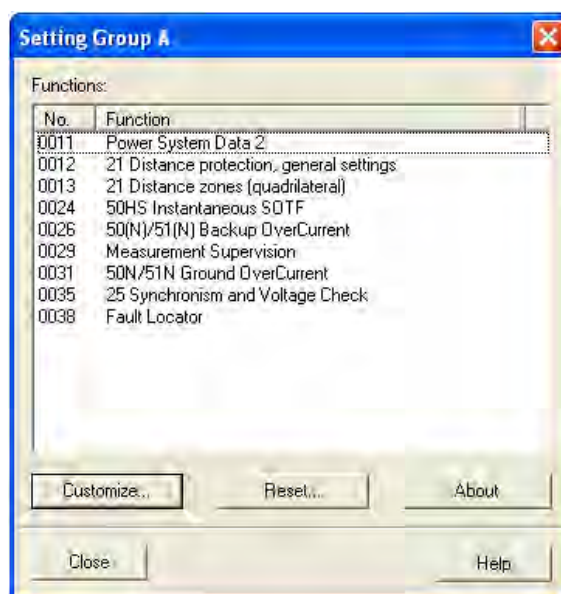 Setting Group A
Functions:
No. Function
0011 Power System Data 2
0012 21 Distance protection, general settings
0013 21 Distance zones (quadrilateral)
0024 50HS Instantaneous SOTF
0026 50(N)/51(N) Backup OverCurrent
0029 Measurement Supervision
0031 50N/51N Ground OverCurrent
0035 25 Synchronism and Voltage Check
0038 Fault Locator
Customize... Reset... About
Close Help